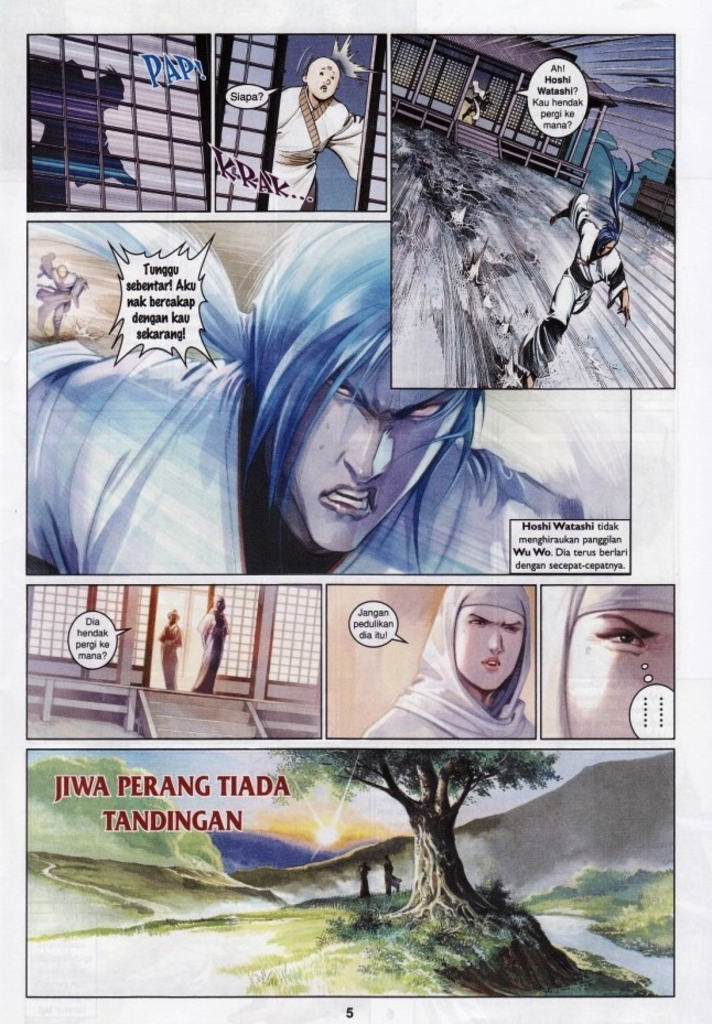 PAP!
Siapa?
KRAK...
Ah!
Hoshi
Watashi?
Kau hendak
pergi ke
mana?
Tunggu
sebentar! Aku
nak bercakap
dengan kau
sekarang!
Hoshi Watashi tidak
menghiraukan panggilan
Wu Wo. Dia terus berlari
dengan secepat-cepatnya.
Dia
hendak
pergi ke
mana?
Jangan
pedulikan
dia itu!
JIWA PERANG TIADA
TANDINGAN
5